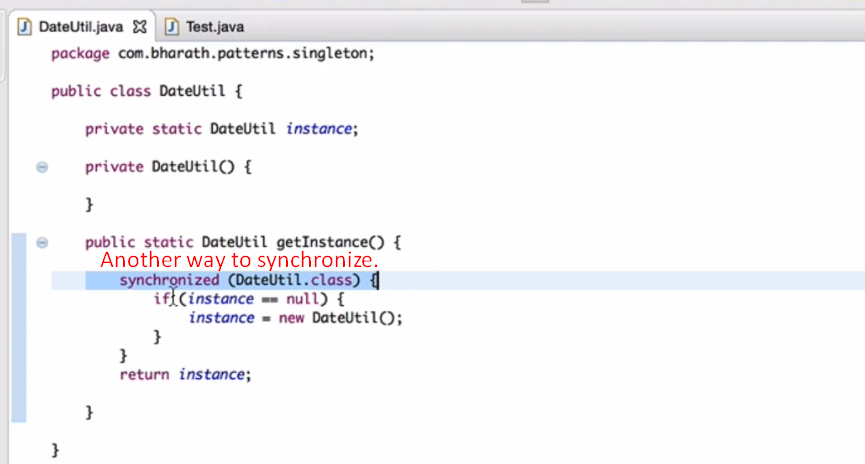 DateUtil.java Test.java
package com.bharath.patterns.singleton;
public class DateUtil {
private static DateUtil instance;
private DateUtil() {
}
public static DateUtil getInstance() {
Another way to synchronize.
synchronized (DateUtil.class) {
if (instance == null) {
instance = new DateUtil();
}
}
return instance;
}
}